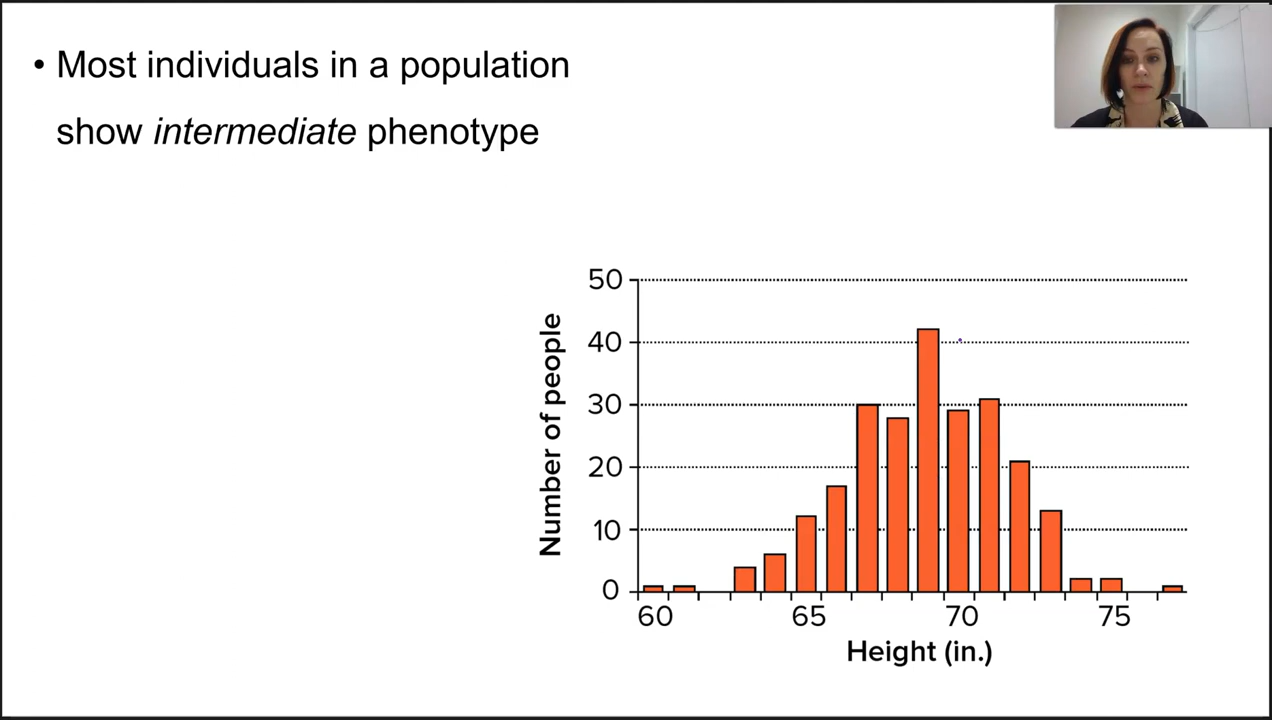 • Most individuals in a population
show intermediate phenotype
50
40
30
20
10
0
Number of people
60 65 70 75
Height (in.)